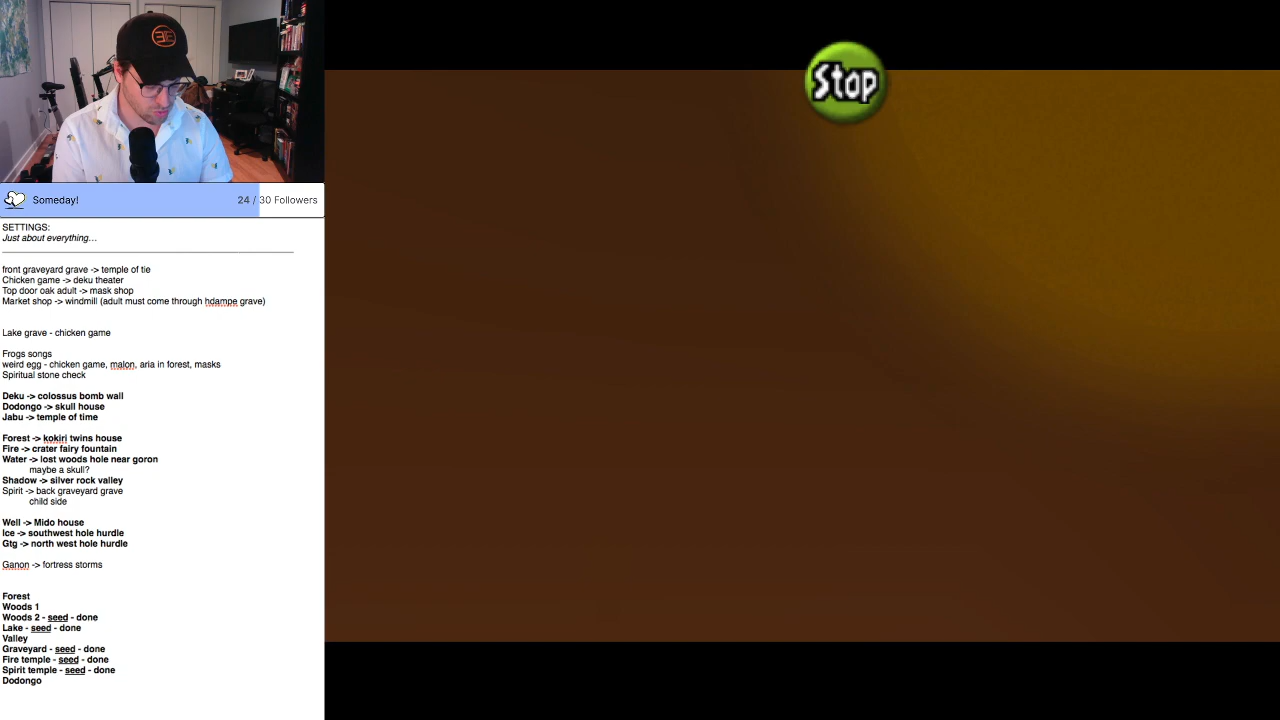 Stop
Someday!
24 / 30 Followers
SETTINGS:
Just about everything…
front graveyard grave -> temple of tie
Chicken game -> deku theater
Top door oak adult -> mask shop
Market shop -> windmill (adult must come through hdampe grave)
Lake grave - chicken game
Frogs songs
weird egg - chicken game, malon, aria in forest, masks
Spiritual stone check
Deku -> colossus bomb wall
Dodongo -> skull house
Jabu -> temple of time
Forest -> kokiri twins house
Fire -> crater fairy fountain
Water -> lost woods hole near goron
maybe a skull?
Shadow -> silver rock valley
Spirit -> back graveyard grave
child side
Well -> Mido house
Ice -> southwest hole hurdle
Gtg -> north west hole hurdle
Ganon -> fortress storms
Forest
Woods 1
Woods 2 - seed - done
Lake - seed - done
Valley
Graveyard - seed - done
Fire temple - seed - done
Spirit temple - seed - done
Dodongo